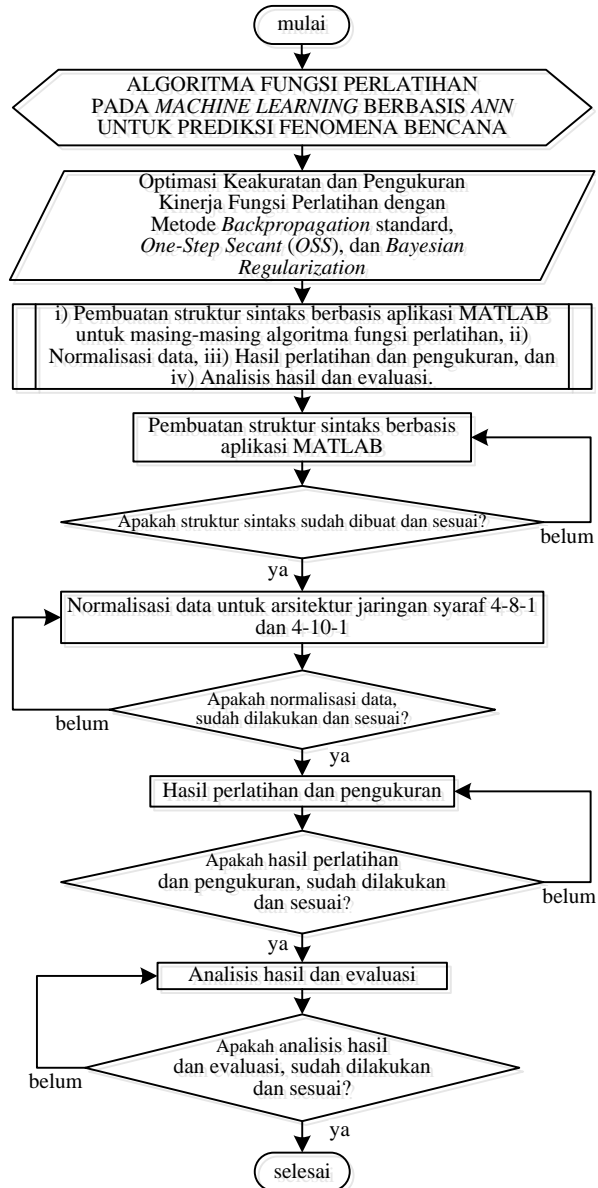 mulai
ALGORITMA FUNGSI PERLATIHAN
PADA MACHINE LEARNING BERBASIS ANN
UNTUK PREDIKSI FENOMENA BENCANA
Optimasi Keakuratan dan Pengukuran
Kinerja Fungsi Perlatihan dengan
Metode Backpropagation standard,
One-Step Secant (OSS), dan Bayesian
Regularization
i) Pembuatan struktur sintaks berbasis aplikasi MATLAB
untuk masing-masing algoritma fungsi perlatihan, ii)
Normalisasi data, iii) Hasil perlatihan dan pengukuran, dan
iv) Analisis hasil dan evaluasi.
Pembuatan struktur sintaks berbasis
aplikasi MATLAB
Apakah struktur sintaks sudah dibuat dan sesuai?
belum
ya
Normalisasi data untuk arsitektur jaringan syaraf 4-8-1
dan 4-10-1
Apakah normalisasi data,
sudah dilakukan dan sesuai?
belum
ya
Hasil perlatihan dan pengukuran
Apakah hasil perlatihan
dan pengukuran, sudah dilakukan
dan sesuai?
belum
ya
Analisis hasil dan evaluasi
Apakah analisis hasil
dan evaluasi, sudah dilakukan
dan sesuai?
belum
ya
selesai